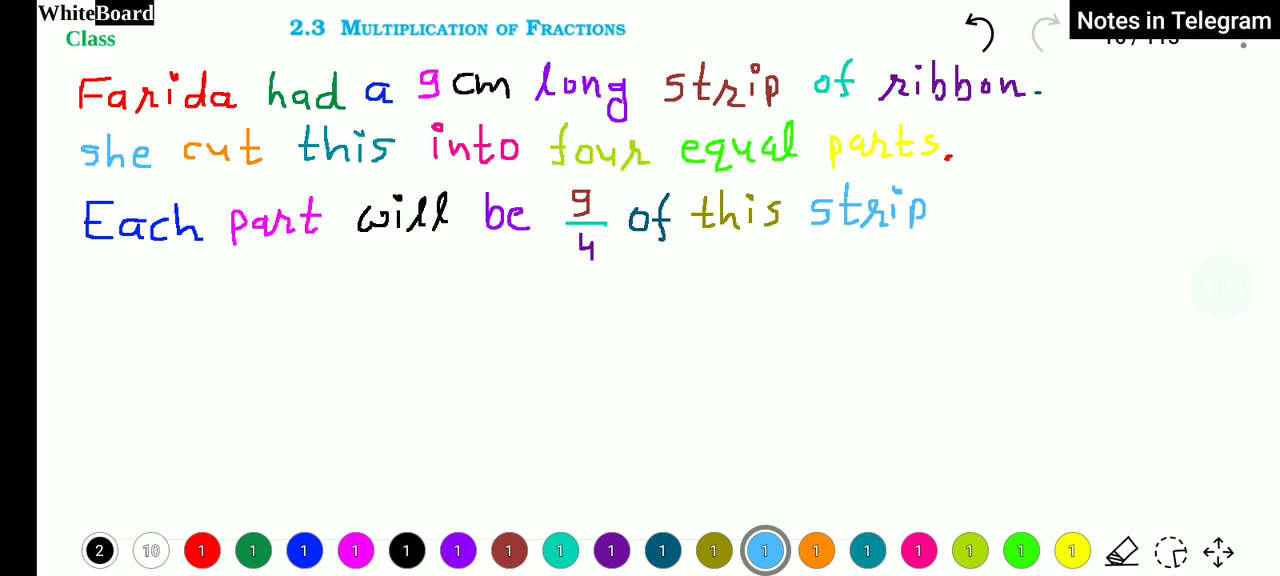 WhiteBoard
Class
2.3 Multiplication of Fractions
Notes in Telegram
Farida had a 9 cm long strip of ribbon.
she cut this into four equal parts.
Each part will be 9/4 of this strip
2 10 1 1 1 1 1 1 1 1 1 1 1 1 1 1 1 1 1 1